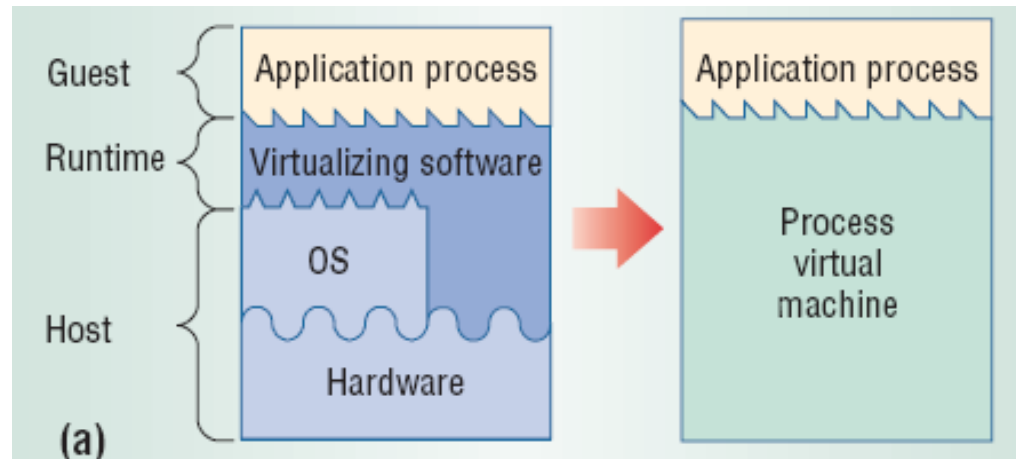 Guest
Runtime
Host
Application process
Virtualizing software
OS
Hardware
(a)
Application process
Process
virtual
machine